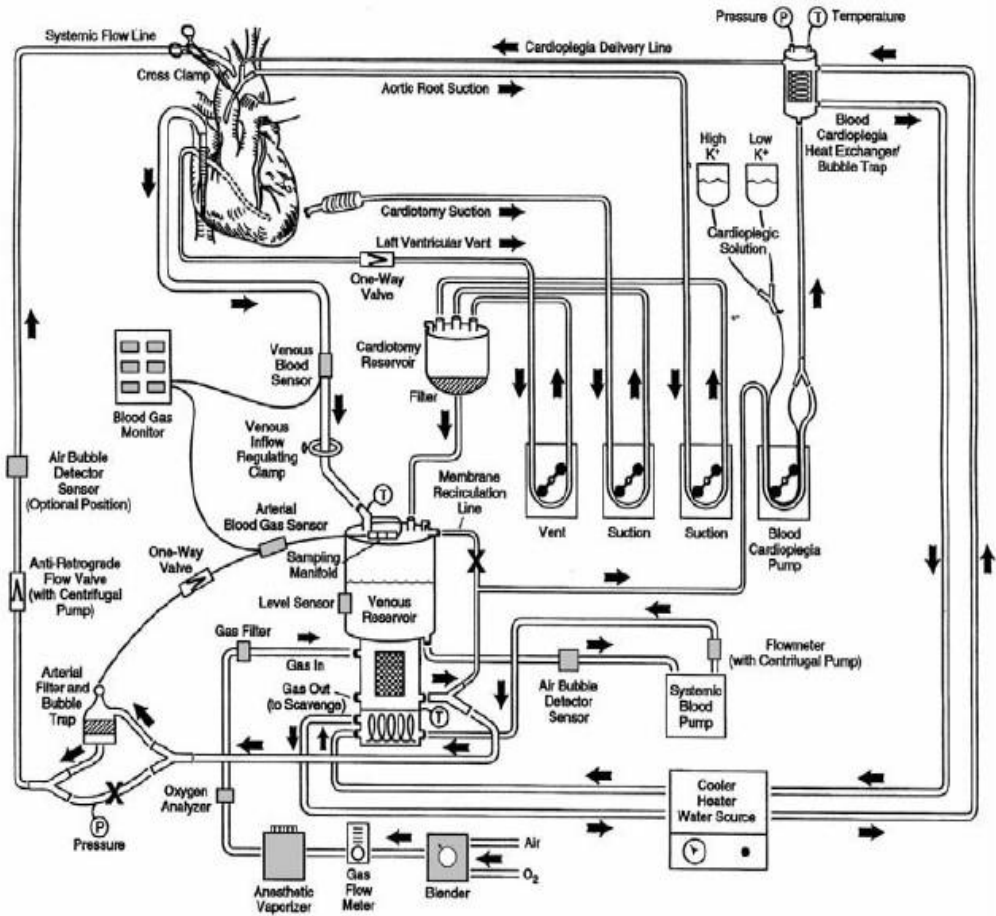 Pressure
P
T
Temperature
Systemic Flow Line
Cardioplegia Delivery Line
Cross Clamp
Aortic Root Suction
Blood
Cardioplegia
Heat Exchanger/
Bubble Trap
High
K+
Low
K+
Cardiotomy Suction
Cardioplegic
Solution
Left Ventricular Vent
One-Way
Valve
Venous
Blood
Sensor
Cardiotomy
Reservoir
Filter
Blood Gas
Monitor
Venous
Inflow
Regulating
Clamp
Air Bubble
Detector
Sensor
(Optional Position)
Membrane
Recirculation
Line
T
Arterial
Blood Gas Sensor
Vent
Suction
Suction
Blood
Cardioplegia
Pump
One-Way
Valve
Sampling
Manifold
X
Anti-Retrograde
Flow Valve
(with Centrifugal
Pump)
Level Sensor
Venous
Reservoir
Gas Filter
Gas In
Flowmeter
(with Centrifugal Pump)
Arterial
Filter and
Bubble
Trap
Gas Out
(to Scavenge)
T
Air Bubble
Detector
Sensor
Systemic
Blood
Pump
X
P
Pressure
Oxygen
Analyzer
Cooler
Heater
Water Source
Anesthetic
Vaporizer
Gas
Flow
Meter
Blender
Air
O2